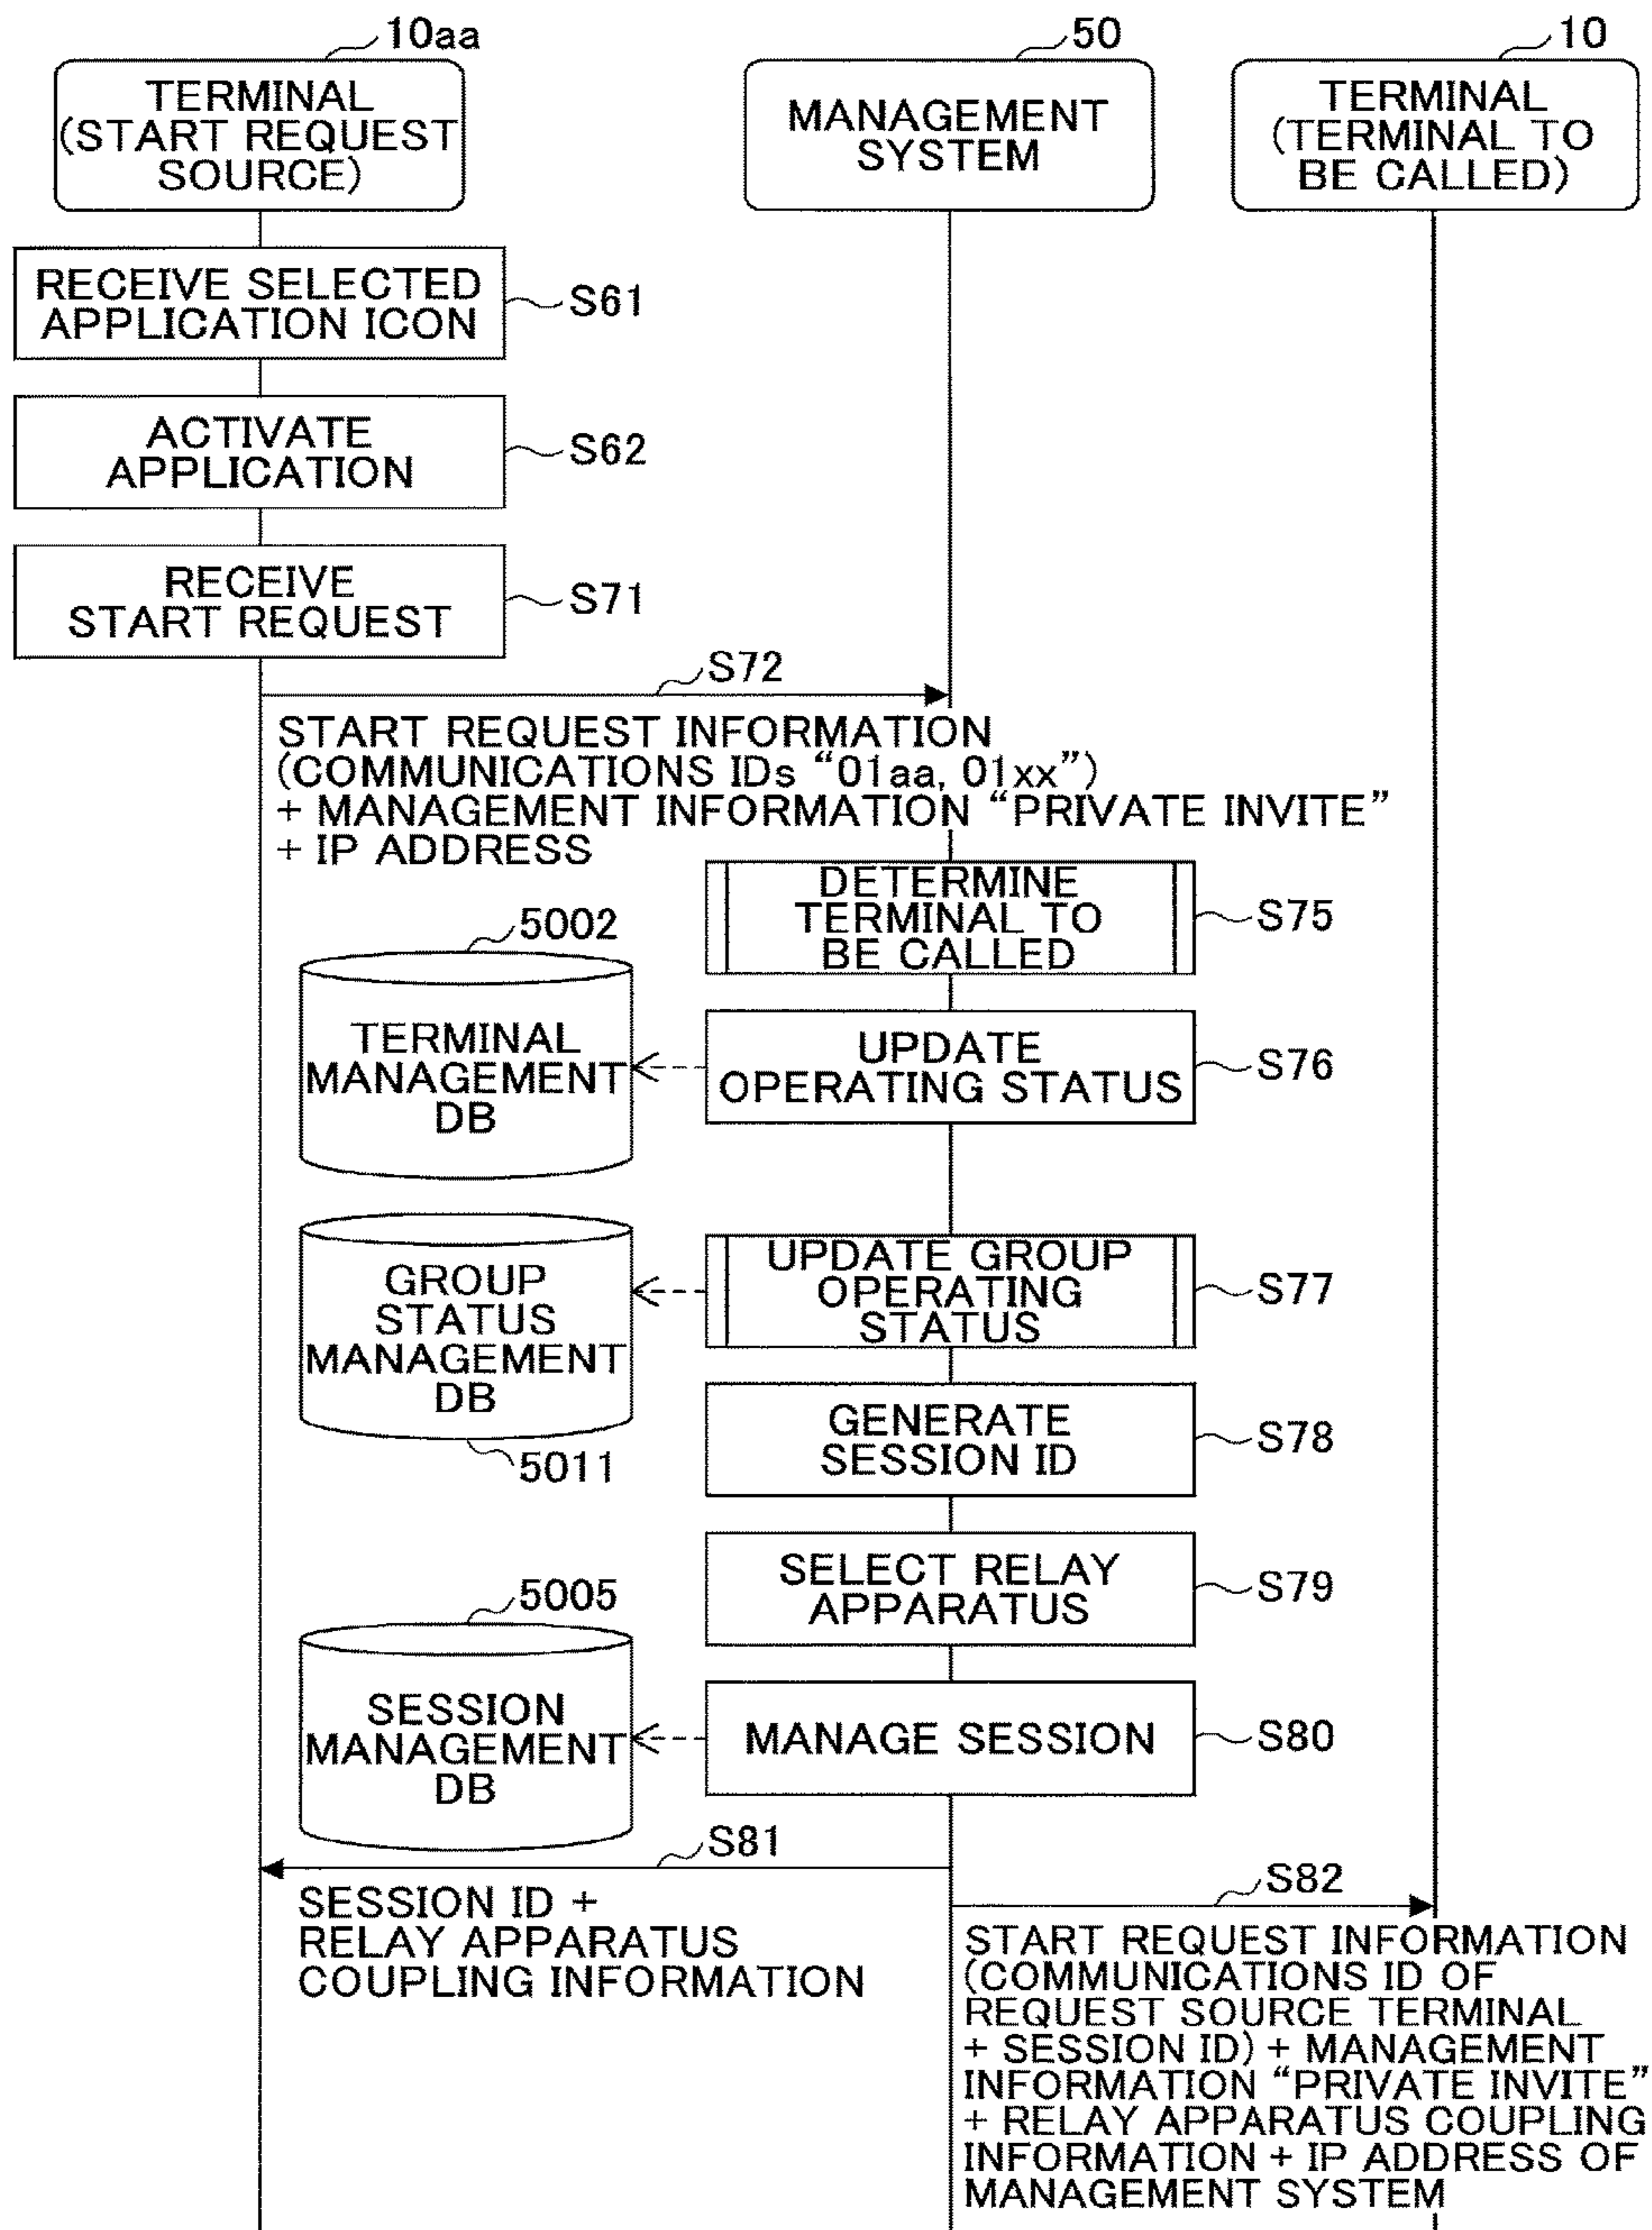 10aa
TERMINAL
(START REQUEST
SOURCE)
50
MANAGEMENT
SYSTEM
10
TERMINAL
(TERMINAL TO
BE CALLED)
RECEIVE SELECTED
APPLICATION ICON
S61
ACTIVATE
APPLICATION
S62
RECEIVE
START REQUEST
S71
S72
START REQUEST INFORMATION
(COMMUNICATIONS IDs “01aa, 01xx”)
+ MANAGEMENT INFORMATION “PRIVATE INVITE”
+ IP ADDRESS
DETERMINE
TERMINAL TO
BE CALLED
S75
5002
TERMINAL
MANAGEMENT
DB
UPDATE
OPERATING STATUS
S76
GROUP
STATUS
MANAGEMENT
DB
5011
UPDATE GROUP
OPERATING
STATUS
S77
GENERATE
SESSION ID
S78
SELECT RELAY
APPARATUS
S79
5005
SESSION
MANAGEMENT
DB
MANAGE SESSION
S80
S81
SESSION ID +
RELAY APPARATUS
COUPLING INFORMATION
S82
START REQUEST INFORMATION
(COMMUNICATIONS ID OF
REQUEST SOURCE TERMINAL
+ SESSION ID) + MANAGEMENT
INFORMATION “PRIVATE INVITE”
+ RELAY APPARATUS COUPLING
INFORMATION + IP ADDRESS OF
MANAGEMENT SYSTEM